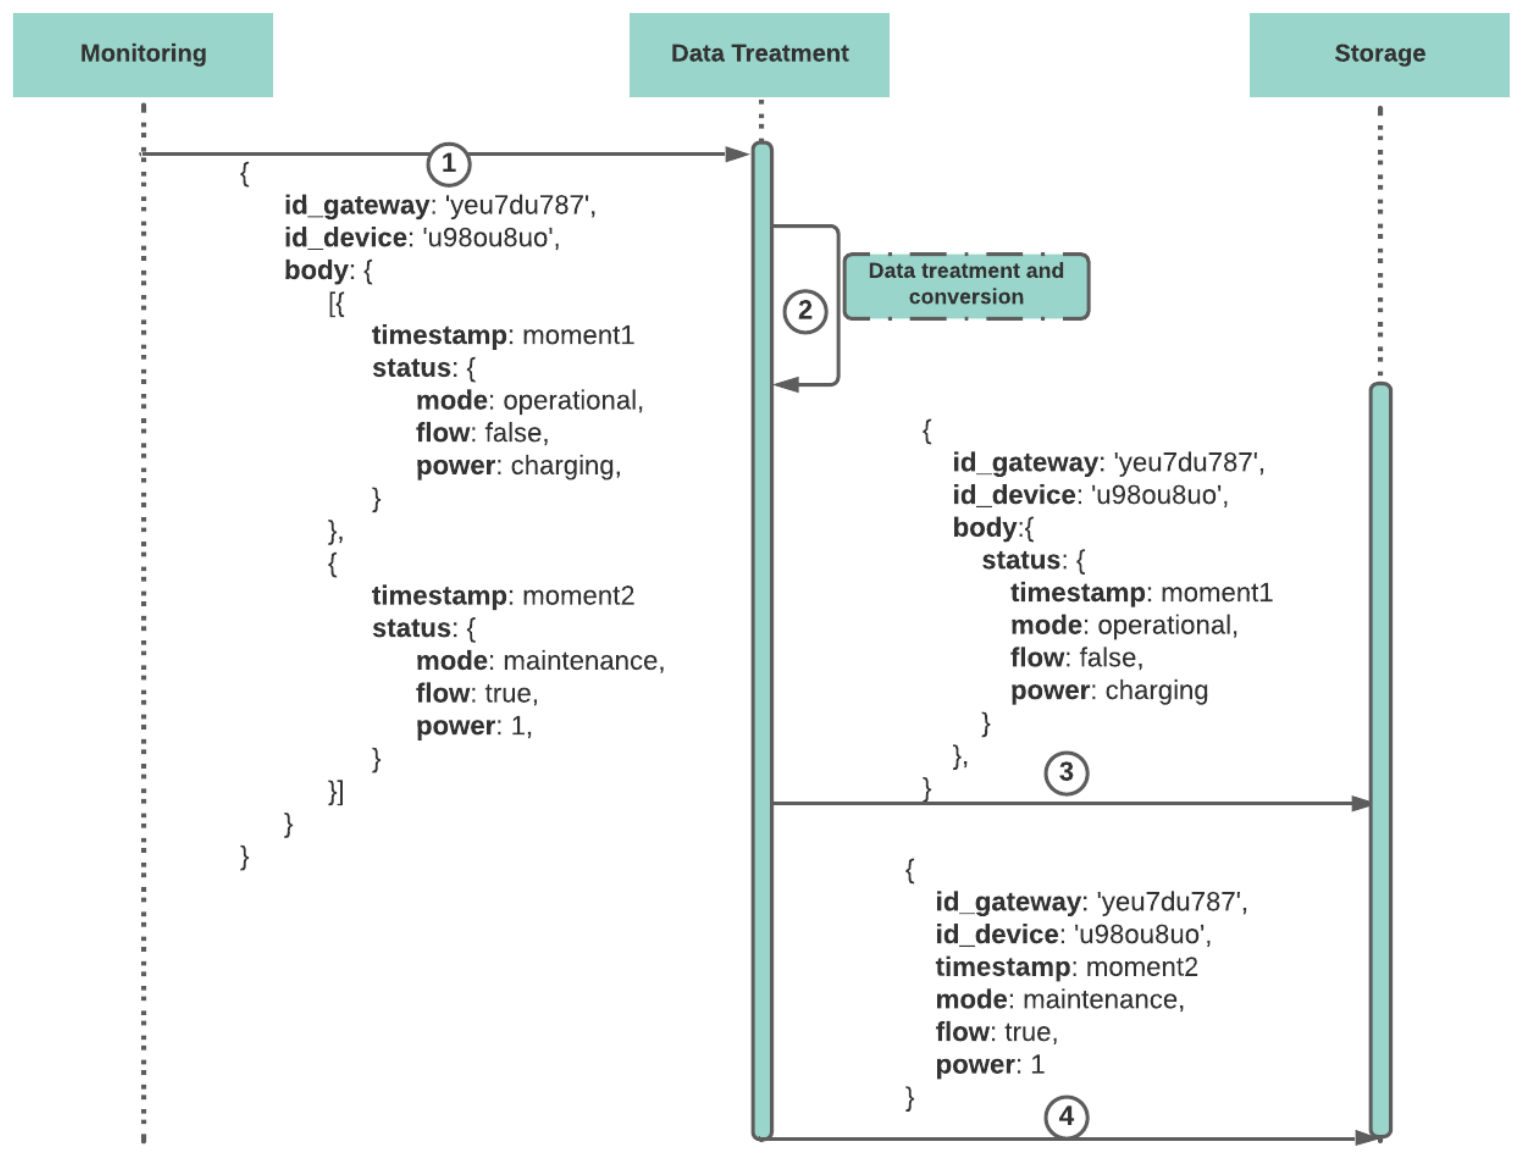 Monitoring
Data Treatment
Storage
1
{
id_gateway: 'yeu7du787',
id_device: 'u98ou8uo',
body: {
[{
timestamp: moment1
status: {
mode: operational,
flow: false,
power: charging,
}
},
{
timestamp: moment2
status: {
mode: maintenance,
flow: true,
power: 1,
}
}]
}
}
2
Data treatment and
conversion
{
id_gateway: 'yeu7du787',
id_device: 'u98ou8uo',
body:{
status: {
timestamp: moment1
mode: operational,
flow: false,
power: charging
}
},
}
3
{
id_gateway: 'yeu7du787',
id_device: 'u98ou8uo',
timestamp: moment2
mode: maintenance,
flow: true,
power: 1
}
4